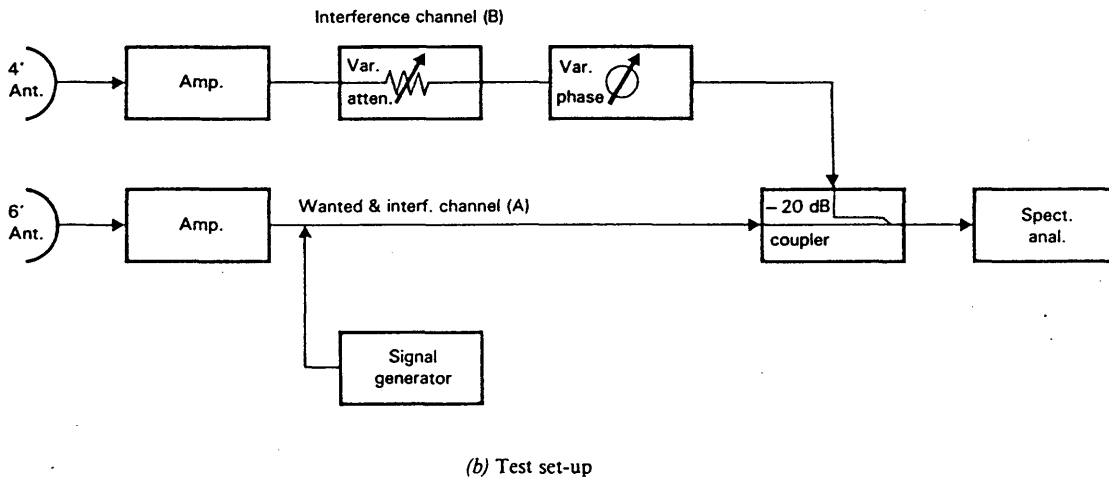 Interference channel (B)
4'
Ant.
Amp.
Var.
atten.
Var.
phase
6'
Ant.
Amp.
Wanted & interf. channel (A)
– 20 dB
coupler
Spect.
anal.
Signal
generator
(b) Test set-up